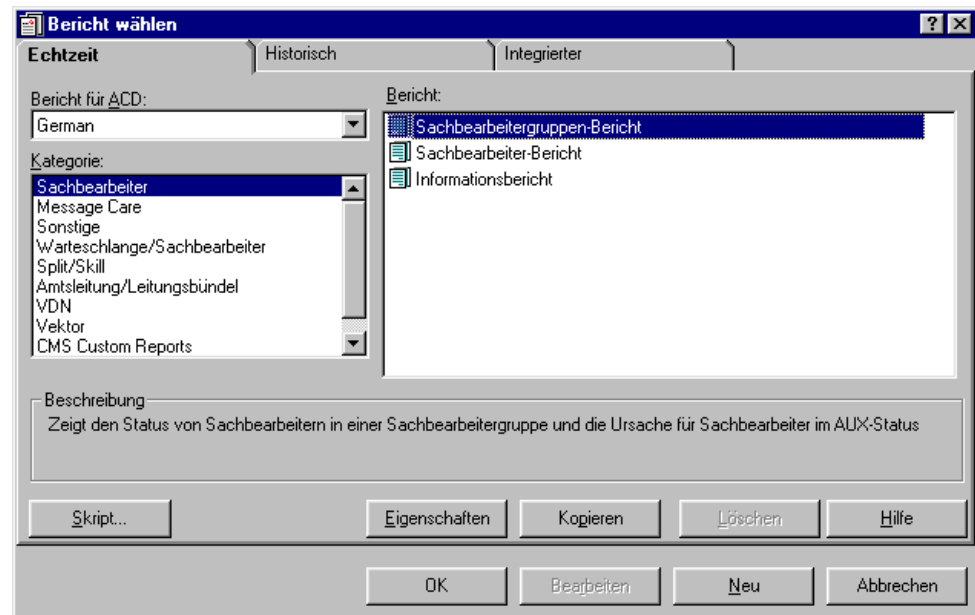 Bericht wählen
Echtzeit
Historisch
Integrierter
Bericht für ACD:
German
Kategorie:
Sachbearbeiter
Message Care
Sonstige
Warteschlange/Sachbearbeiter
Split/Skill
Amtsleitung/Leitungsbündel
VDN
Vektor
CMS Custom Reports
Bericht:
Sachbearbeitergruppen-Bericht
Sachbearbeiter-Bericht
Informationsbericht
Beschreibung
Zeigt den Status von Sachbearbeitern in einer Sachbearbeitergruppe und die Ursache für Sachbearbeiter im AUX-Status
Skript...
Eigenschaften
Kopieren
Löschen
Hilfe
OK
Bearbeiten
Neu
Abbrechen